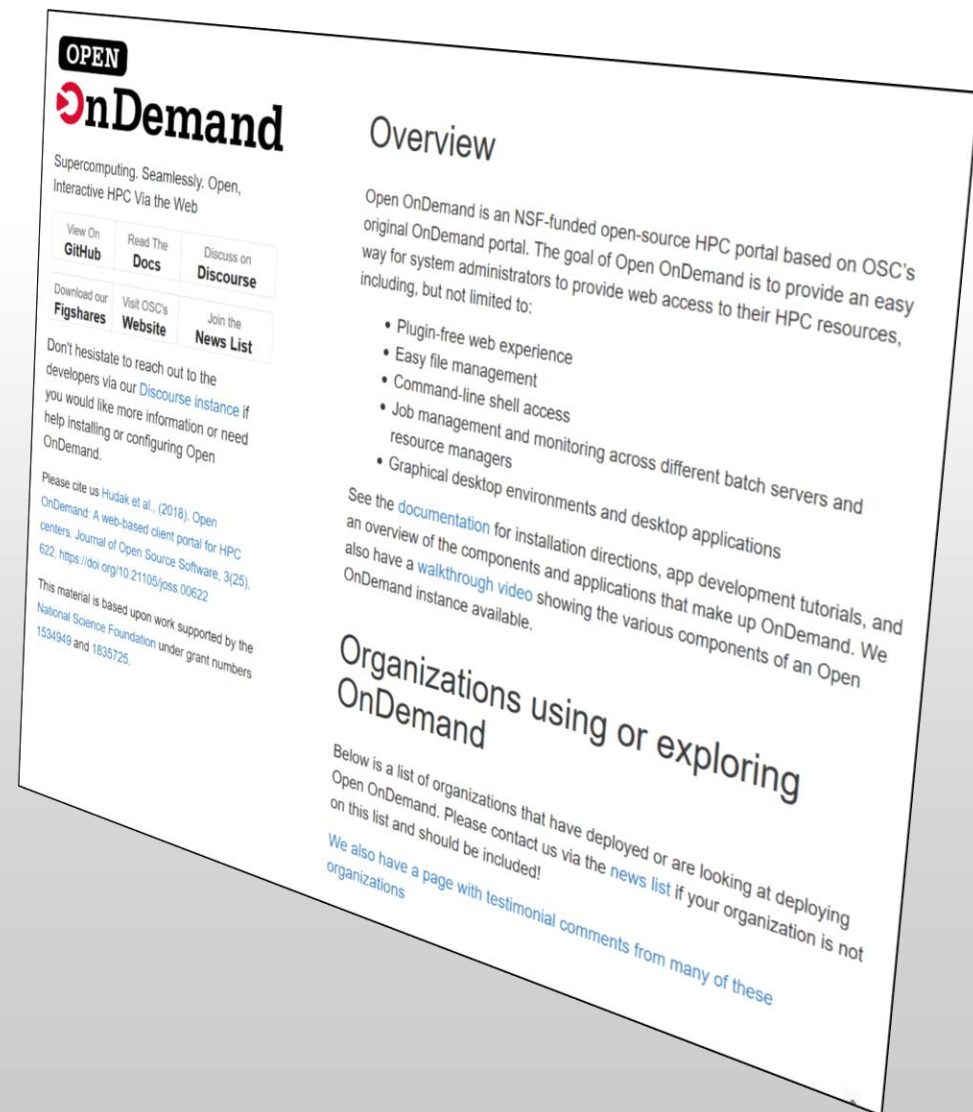 OPEN
OnDemand
Supercomputing. Seamlessly. Open,
Interactive HPC Via the Web
View On
GitHub
Read The
Docs
Discuss on
Discourse
Download our
Figshares
Visit OSC's
Website
Join the
News List
Don't hesistate to reach out to the
developers via our Discourse instance if
you would like more information or need
help installing or configuring Open
OnDemand.
Please cite us Hudak et al., (2018). Open
OnDemand: A web-based client portal for HPC
centers. Journal of Open Source Software, 3(25),
622, https://doi.org/10.21105/joss.00622
This material is based upon work supported by the
National Science Foundation under grant numbers
1534949 and 1835725.
Overview
Open OnDemand is an NSF-funded open-source HPC portal based on OSC's
original OnDemand portal. The goal of Open OnDemand is to provide an easy
way for system administrators to provide web access to their HPC resources,
including, but not limited to:
• Plugin-free web experience
• Easy file management
• Command-line shell access
• Job management and monitoring across different batch servers and
resource managers
• Graphical desktop environments and desktop applications
See the documentation for installation directions, app development tutorials, and
an overview of the components and applications that make up OnDemand. We
also have a walkthrough video showing the various components of an Open
OnDemand instance available.
Organizations using or exploring
OnDemand
Below is a list of organizations that have deployed or are looking at deploying
Open OnDemand. Please contact us via the news list if your organization is not
on this list and should be included!
We also have a page with testimonial comments from many of these
organizations